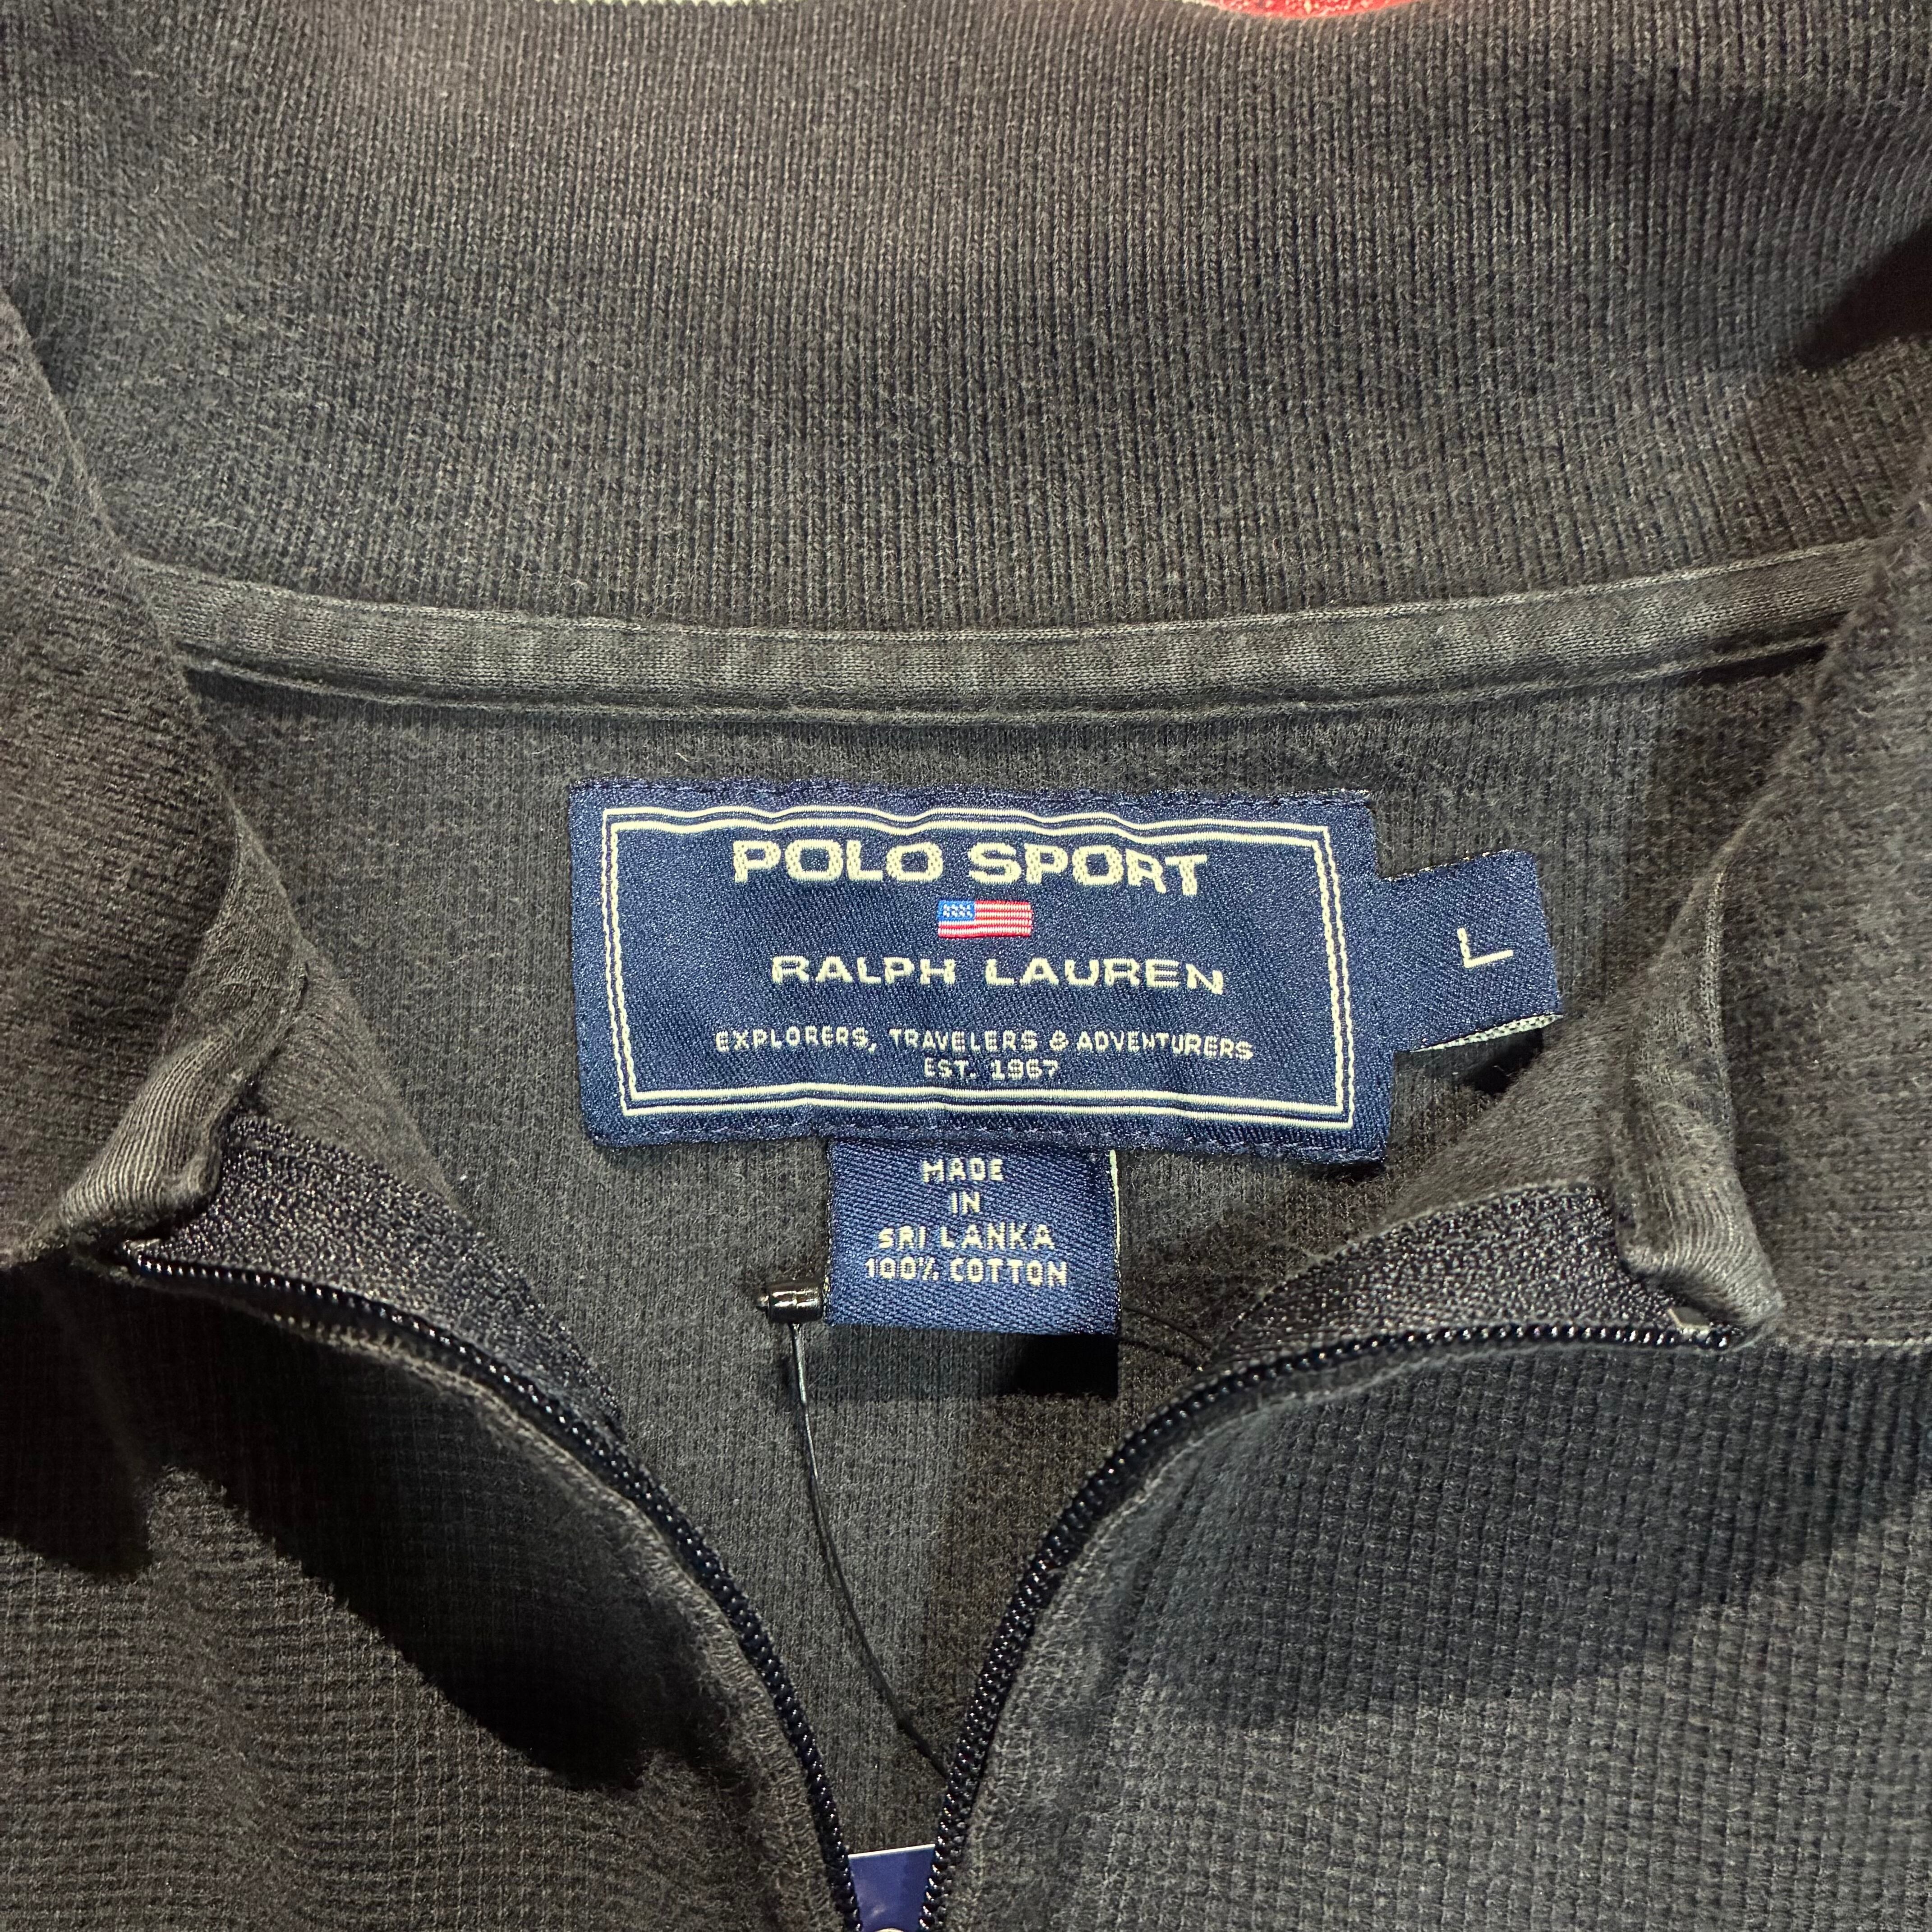 POLO SPORT
RALPH LAUREN
EXPLORERS, TRAVELERS & ADVENTURERS
EST. 1967
L
MADE
IN
SRI LANKA
100% COTTON